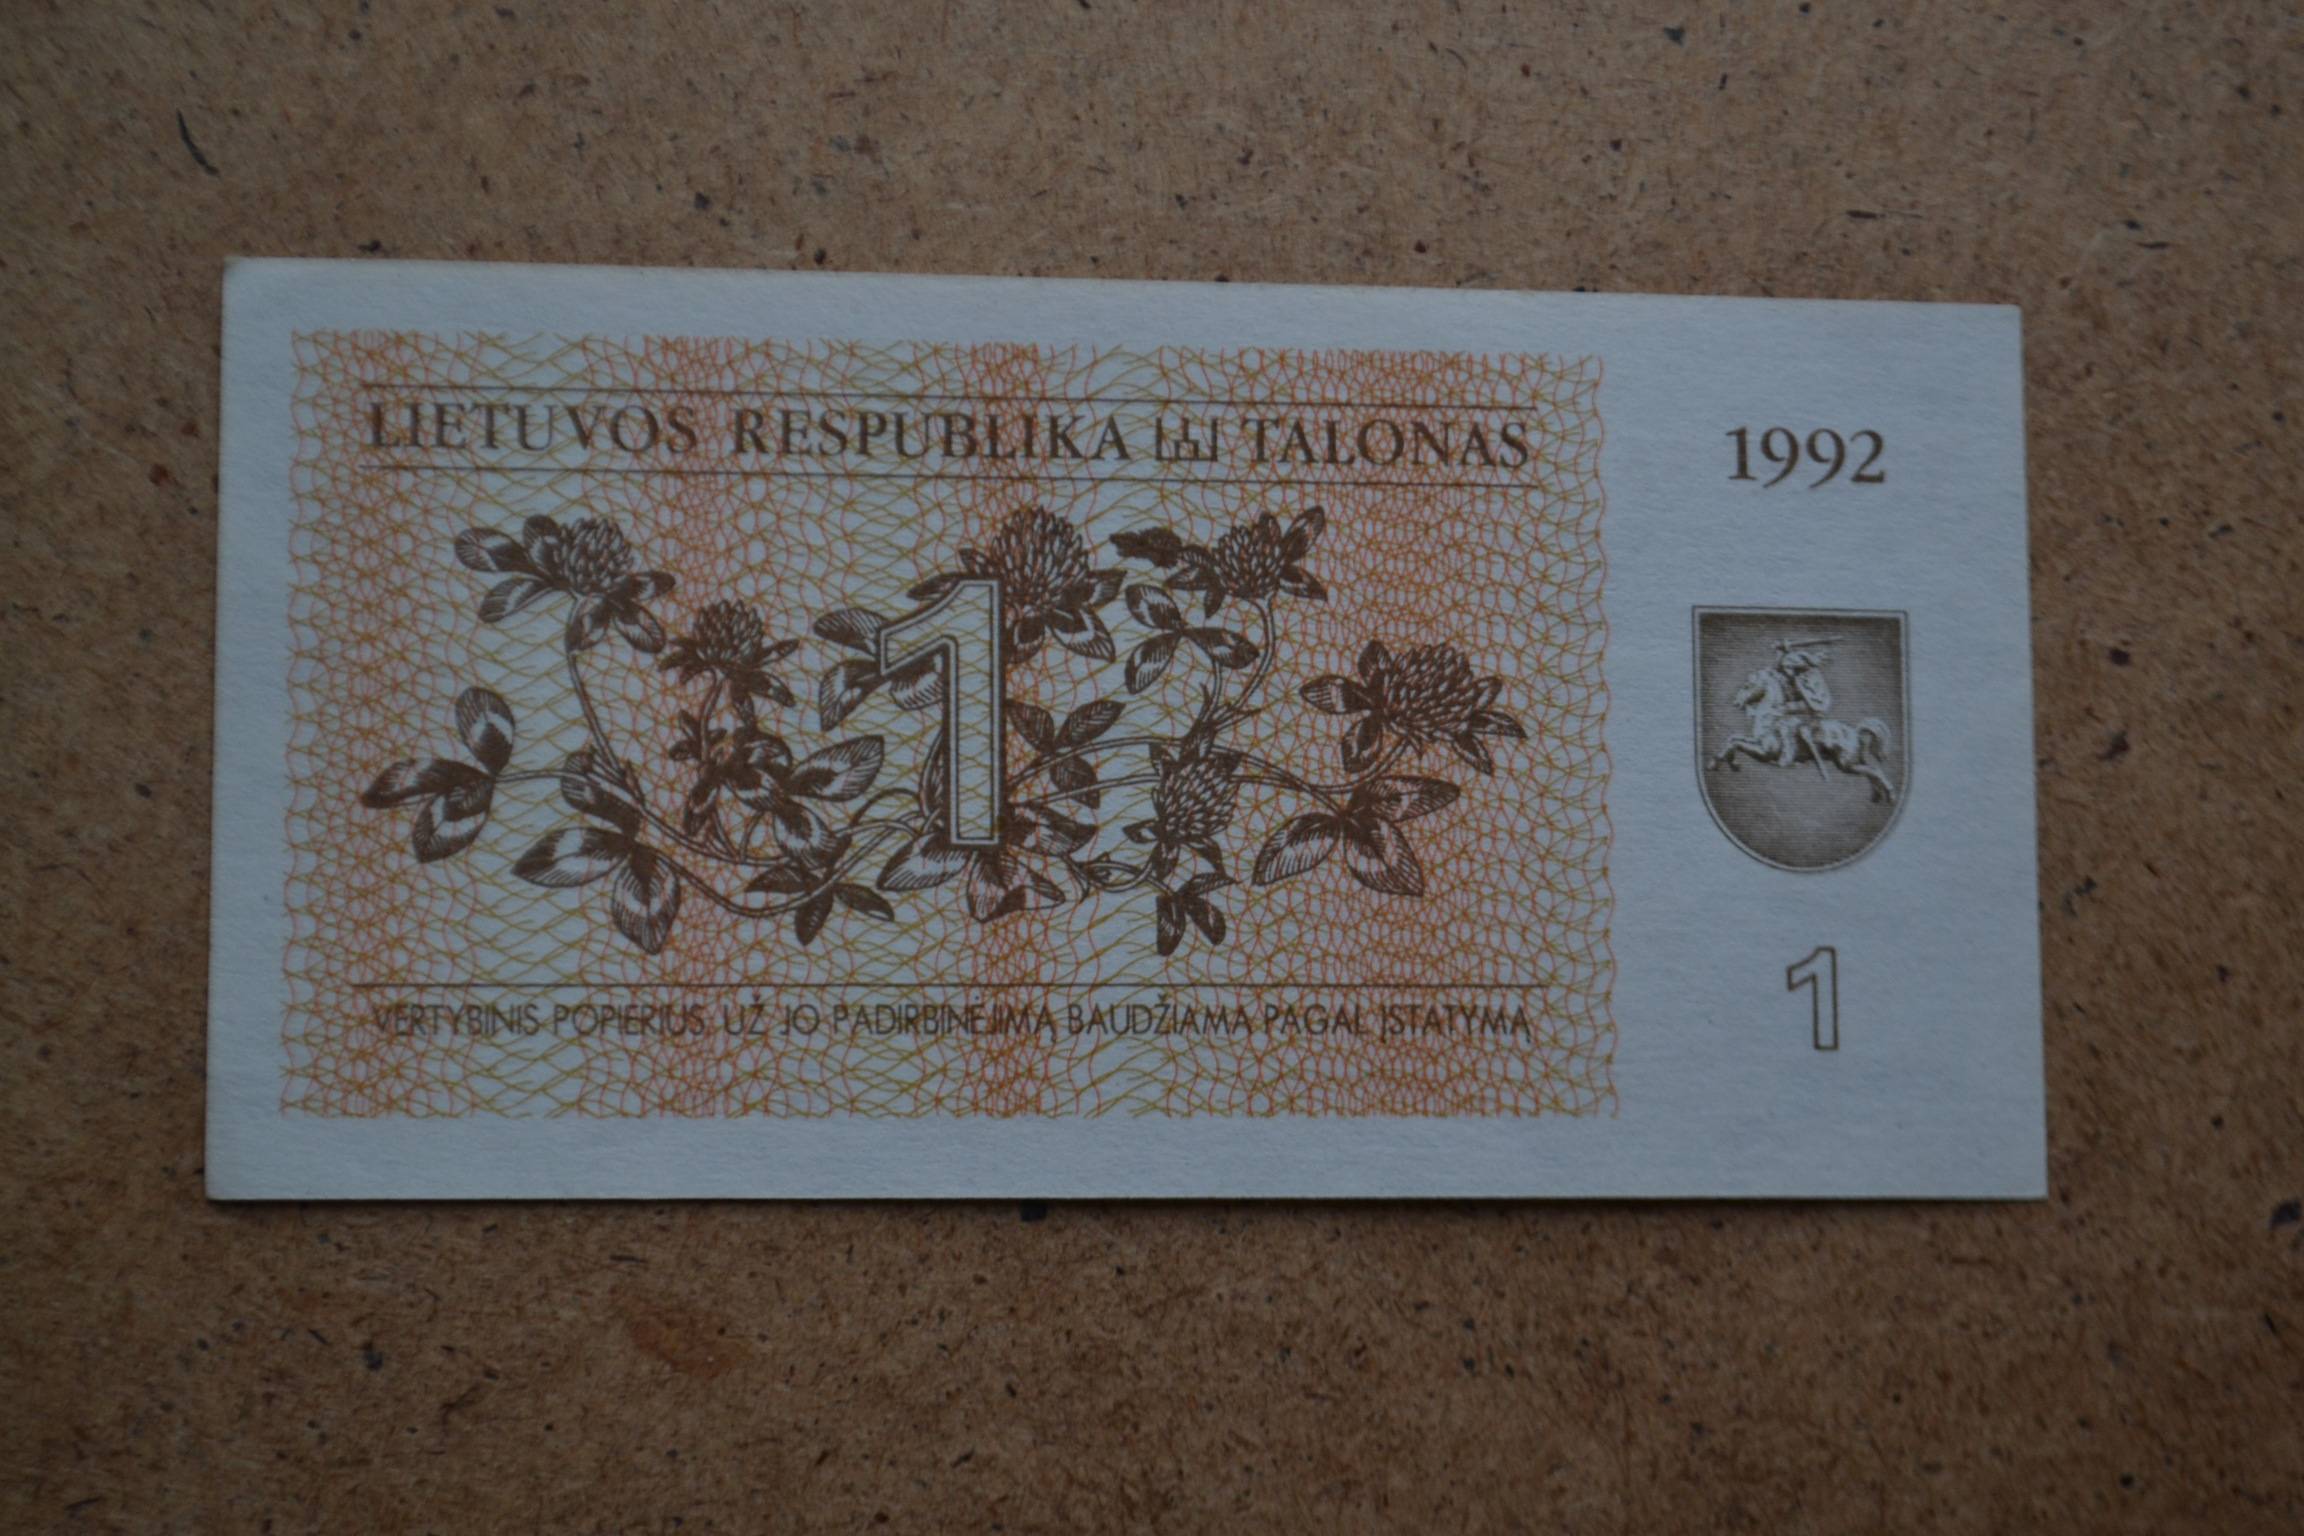 LIETUVOS RESPUBLIKA TALONAS
1992
1
1
VERTYBINIS POPIERIUS. UŽ JO PADIRBINĖJIMĄ BAUDŽIAMA PAGAL ĮSTATYMĄ